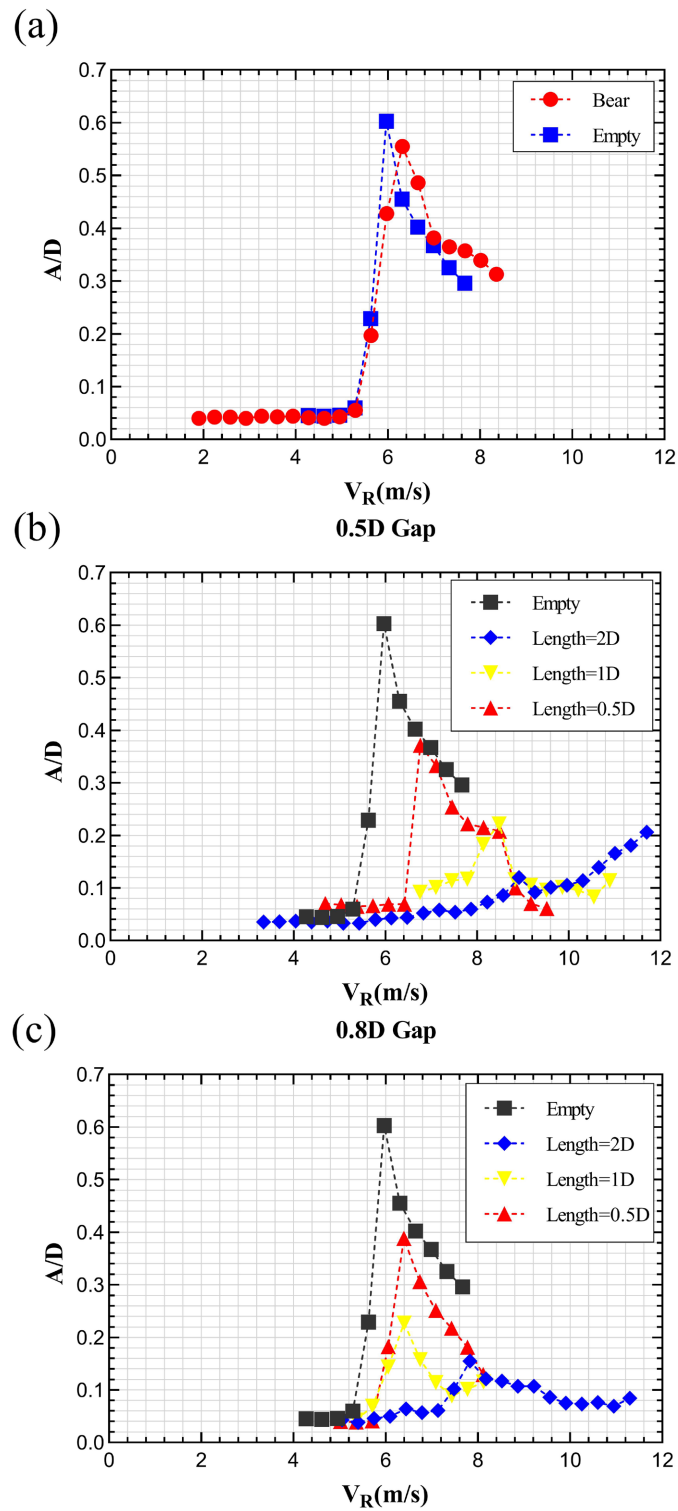 (a)
0.7
0.6
0.5
0.4
0.3
0.2
0.1
0.0
A/D
Bear
Empty
0 2 4 6 8 10 12
V_R(m/s)
0.5D Gap
(b)
0.7
0.6
0.5
0.4
0.3
0.2
0.1
0.0
A/D
Empty
Length=2D
Length=1D
Length=0.5D
0 2 4 6 8 10 12
V_R(m/s)
0.8D Gap
(c)
0.7
0.6
0.5
0.4
0.3
0.2
0.1
0.0
A/D
Empty
Length=2D
Length=1D
Length=0.5D
0 2 4 6 8 10 12
V_R(m/s)